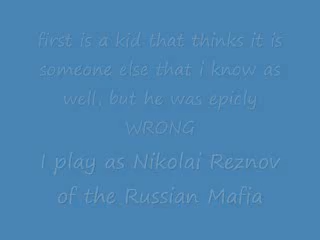 first is a kid that thinks it is
someone else that i know as
well, but he was epicly
WRONG
I play as Nikolai Reznov
of the Russian Mafia